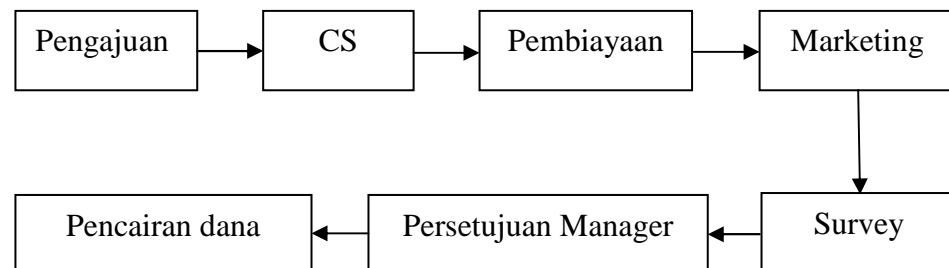 Pengajuan
CS
Pembiayaan
Marketing
Survey
Persetujuan Manager
Pencairan dana